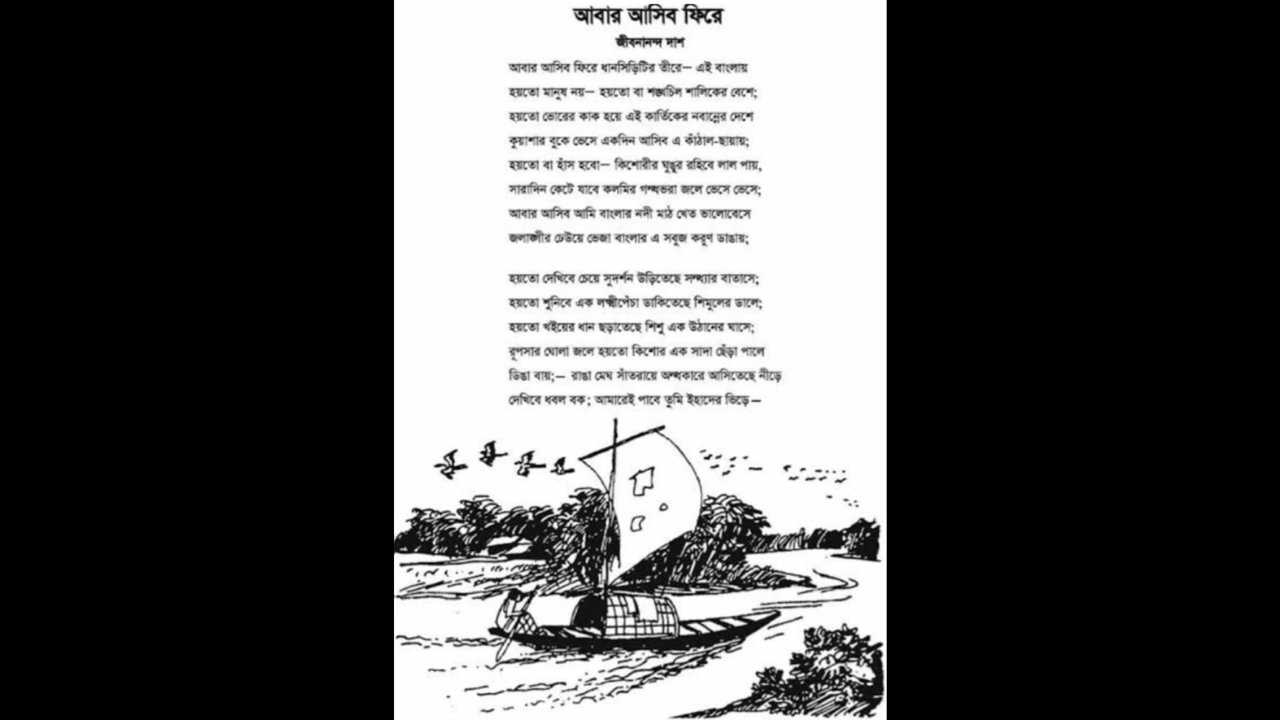 আবার আসিব ফিরে
জীবনানন্দ দাশ
আবার আসিব ফিরে ধানসিড়িটির তীরে— এই বাংলায়
হয়তো মানুষ নয়— হয়তো বা শঙ্খচিল শালিকের বেশে;
হয়তো ভোরের কাক হয়ে এই কার্তিকের নবান্নের দেশে
কুয়াশার বুকে ভেসে একদিন আসিব এ কাঁঠাল-ছায়ায়;
হয়তো বা হাঁস হবো— কিশোরীর ঘুঙুর রহিবে লাল পায়,
সারাদিন কেটে যাবে কলমির গন্ধভরা জলে ভেসে ভেসে;
আবার আসিব আমি বাংলার নদী মাঠ খেত ভালোবেসে
জলাঙ্গীর ঢেউয়ে ভেজা বাংলার এ সবুজ করুণ ডাঙায়;
হয়তো দেখিবে চেয়ে সুদর্শন উড়িতেছে সন্ধ্যার বাতাসে;
হয়তো শুনিবে এক লক্ষ্মীপেঁচা ডাকিতেছে শিমুলের ডালে;
হয়তো খইয়ের ধান ছড়াতেছে শিশু এক উঠানের ঘাসে;
রূপসার ঘোলা জলে হয়তো কিশোর এক সাদা ছেঁড়া পালে
ডিঙা বায়;— রাঙা মেঘ সাঁতরায়ে অন্ধকারে আসিতেছে নীড়ে
দেখিবে ধবল বক; আমারেই পাবে তুমি ইহাদের ভিড়ে—